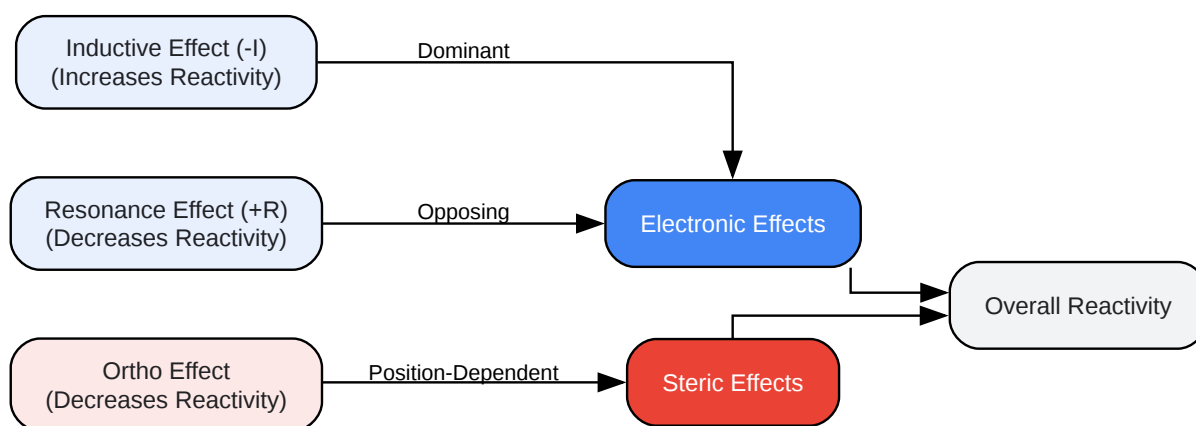 Inductive Effect (-I)
(Increases Reactivity)
Dominant
Resonance Effect (+R)
(Decreases Reactivity)
Opposing
Electronic Effects
Overall Reactivity
Ortho Effect
(Decreases Reactivity)
Position-Dependent
Steric Effects